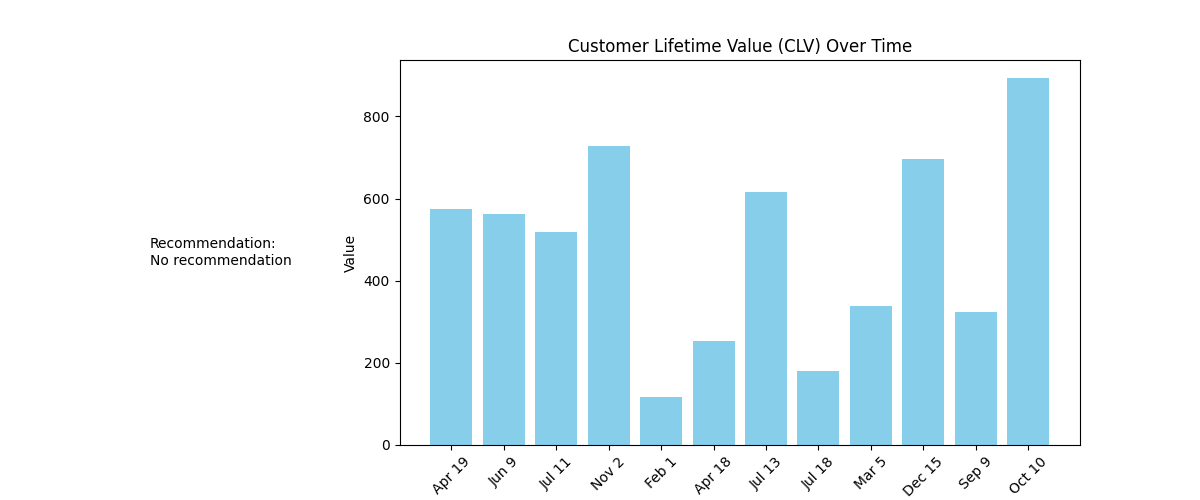 Customer Lifetime Value (CLV) Over Time
800
600
400
200
0
Value
Recommendation:
No recommendation
Apr 19
Jun 9
Jul 11
Nov 2
Feb 1
Apr 18
Jul 13
Jul 18
Mar 5
Dec 15
Sep 9
Oct 10